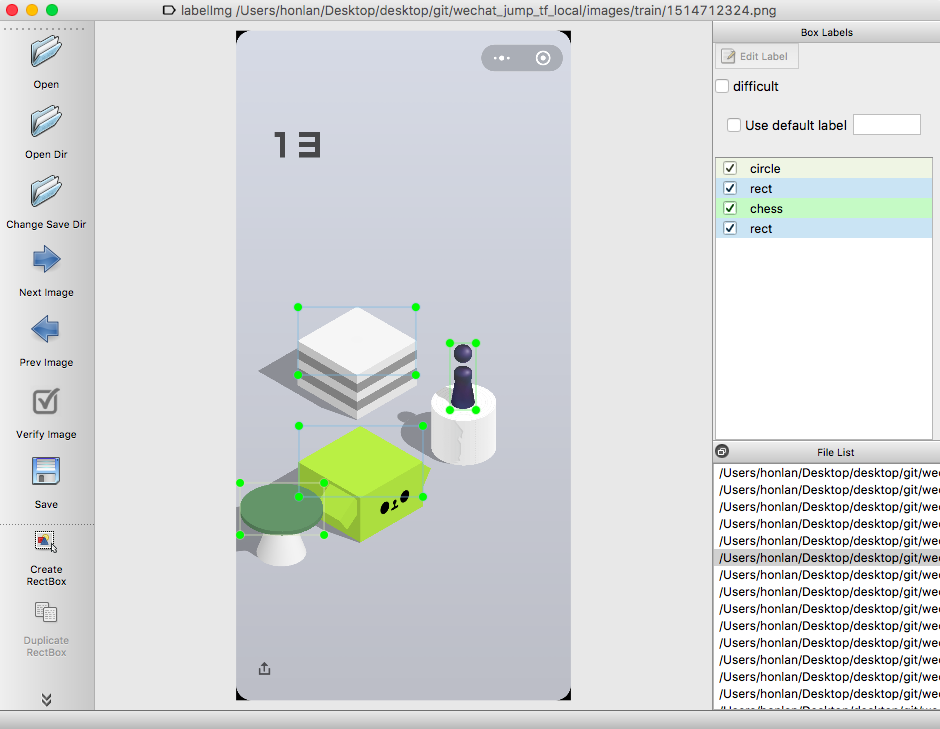 labelImg /Users/honlan/Desktop/desktop/git/wechat_jump_tf_local/images/train/1514712324.png
Open
Open Dir
Change Save Dir
Next Image
Prev Image
Verify Image
Save
Create
RectBox
Duplicate
RectBox
13
Box Labels
Edit Label
difficult
Use default label
circle
rect
chess
rect
File List
/Users/honlan/Desktop/desktop/git/we
/Users/honlan/Desktop/desktop/git/we
/Users/honlan/Desktop/desktop/git/we
/Users/honlan/Desktop/desktop/git/we
/Users/honlan/Desktop/desktop/git/we
/Users/honlan/Desktop/desktop/git/we
/Users/honlan/Desktop/desktop/git/we
/Users/honlan/Desktop/desktop/git/we
/Users/honlan/Desktop/desktop/git/we
/Users/honlan/Desktop/desktop/git/we
/Users/honlan/Desktop/desktop/git/we
/Users/honlan/Desktop/desktop/git/we
/Users/honlan/Desktop/desktop/git/we
/Users/honlan/Desktop/desktop/git/we